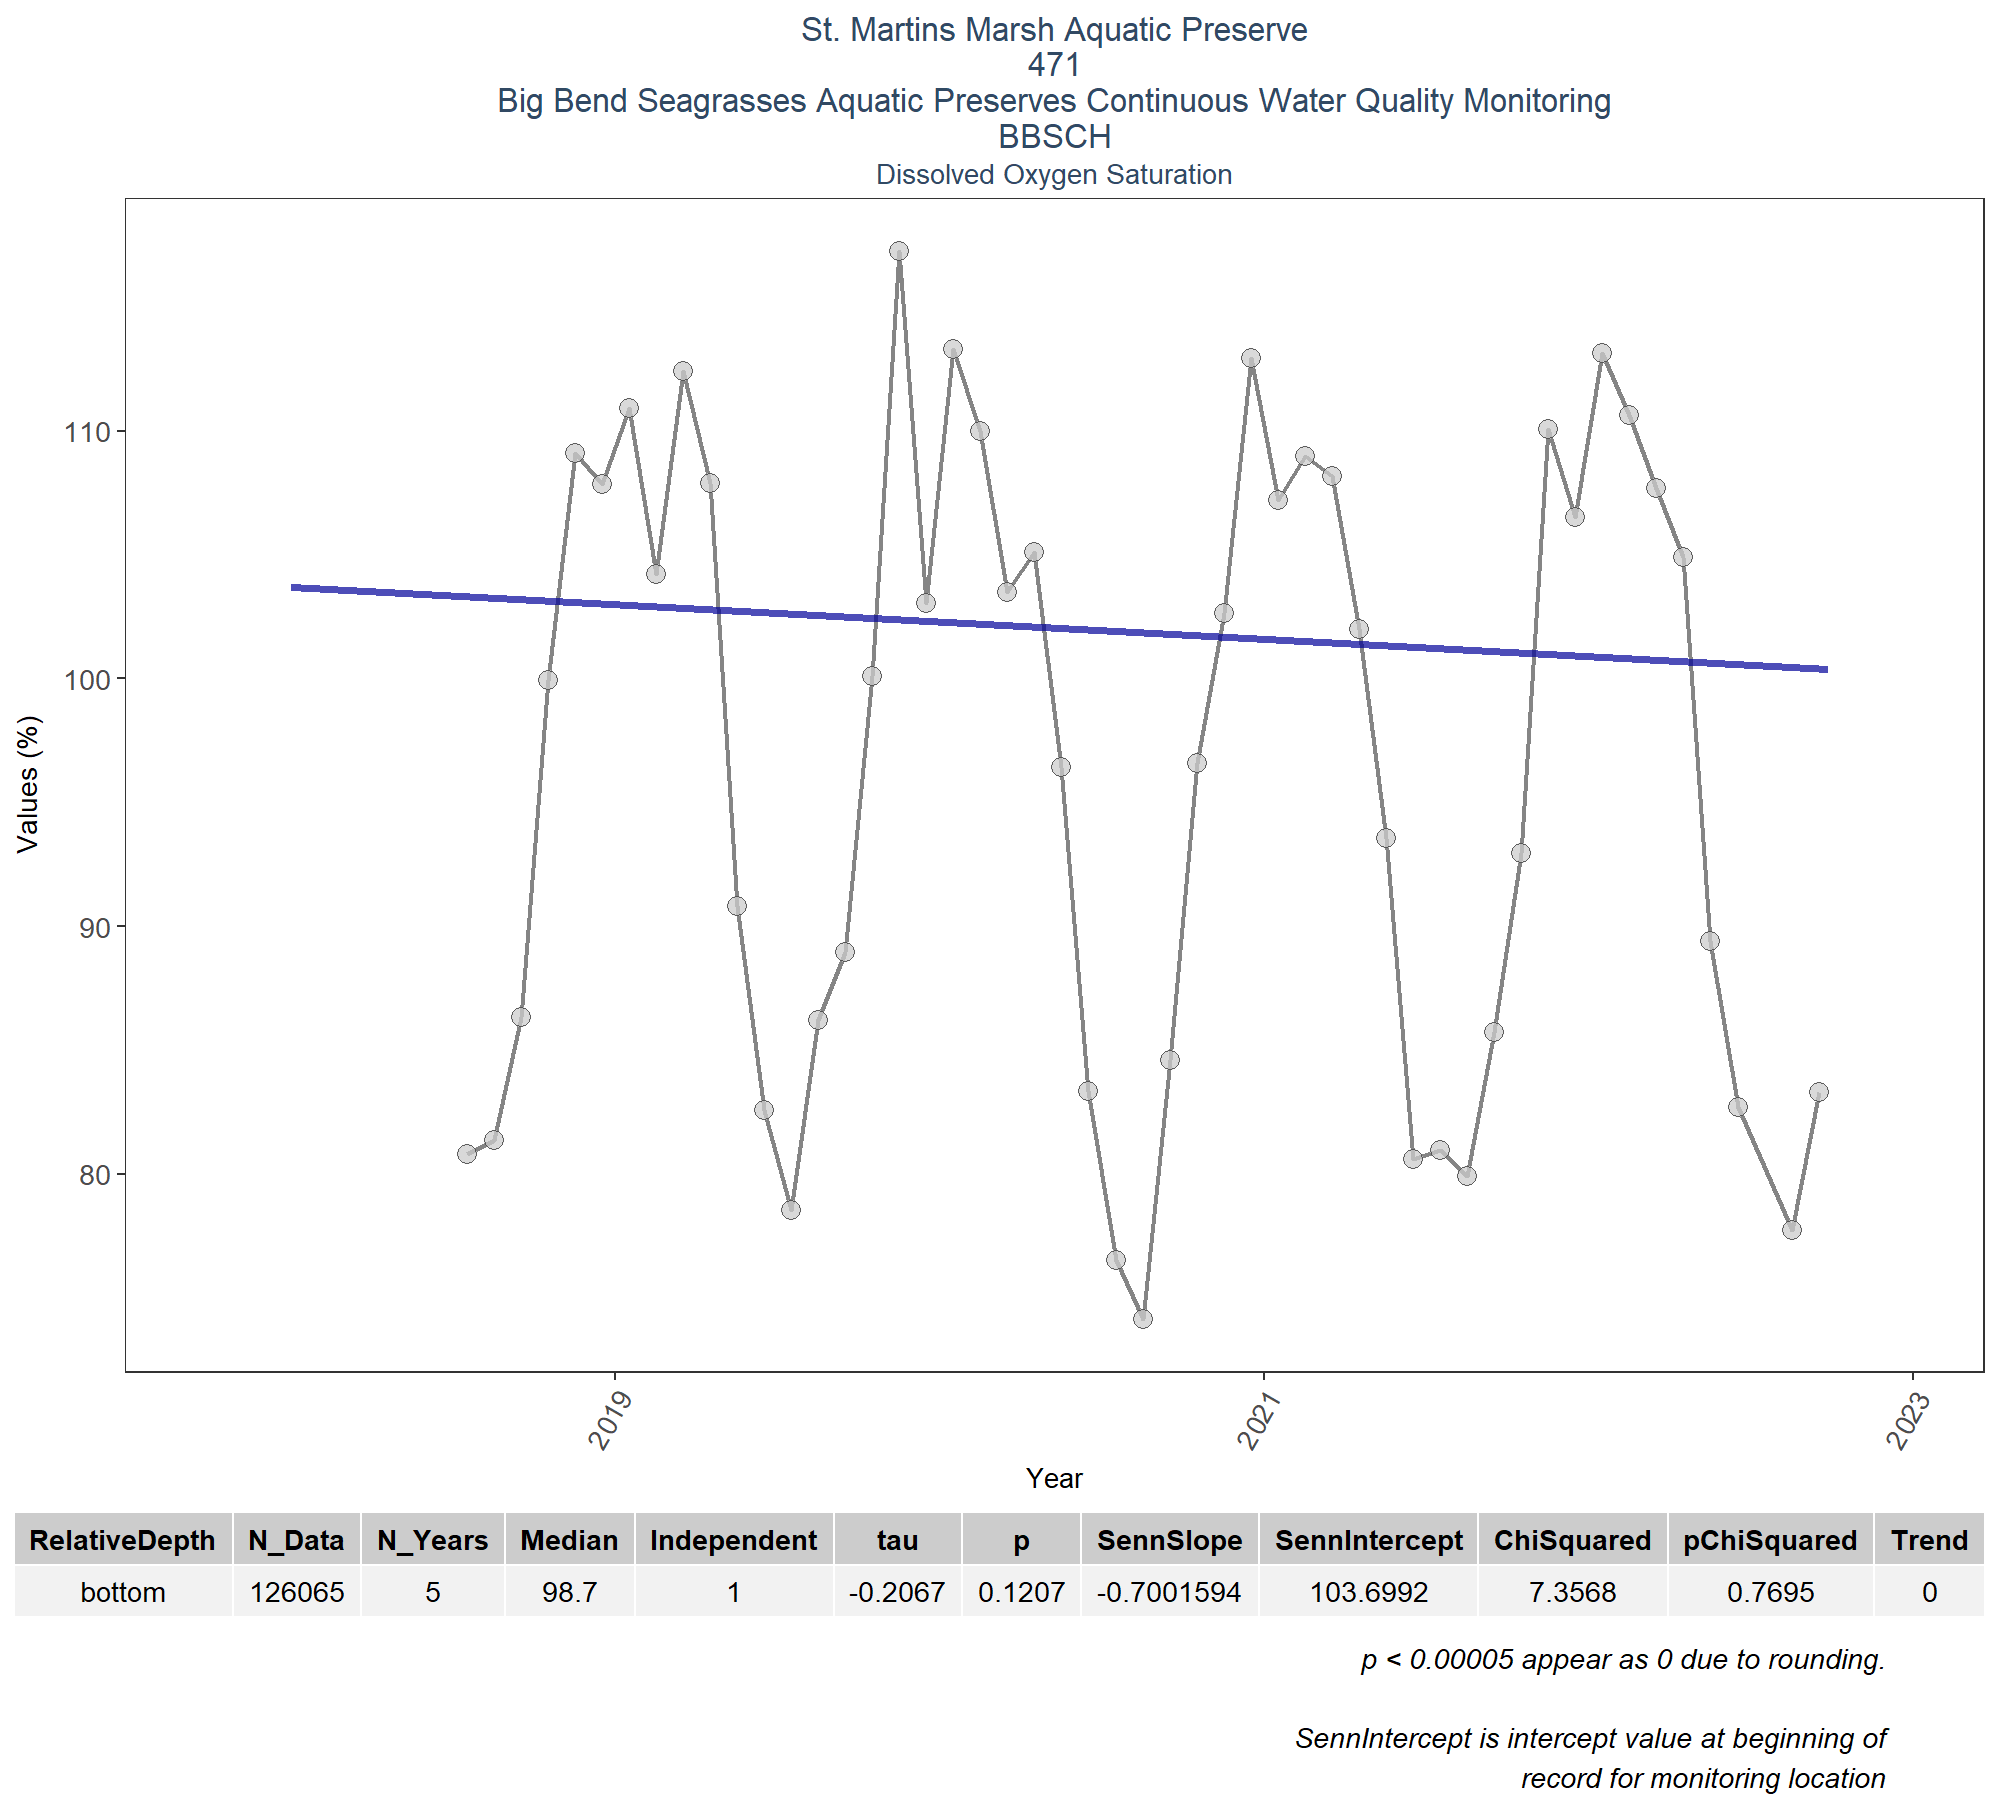 St. Martins Marsh Aquatic Preserve
471
Big Bend Seagrasses Aquatic Preserves Continuous Water Quality Monitoring
BBSCH
Dissolved Oxygen Saturation
110
100
90
80
Values (%)
2019
2021
2023
Year
RelativeDepth N_Data N_Years Median Independent tau p SennSlope SennIntercept ChiSquared pChiSquared Trend
bottom 126065 5 98.7 1 -0.2067 0.1207 -0.7001594 103.6992 7.3568 0.7695 0
p < 0.00005 appear as 0 due to rounding.
SennIntercept is intercept value at beginning of
record for monitoring location